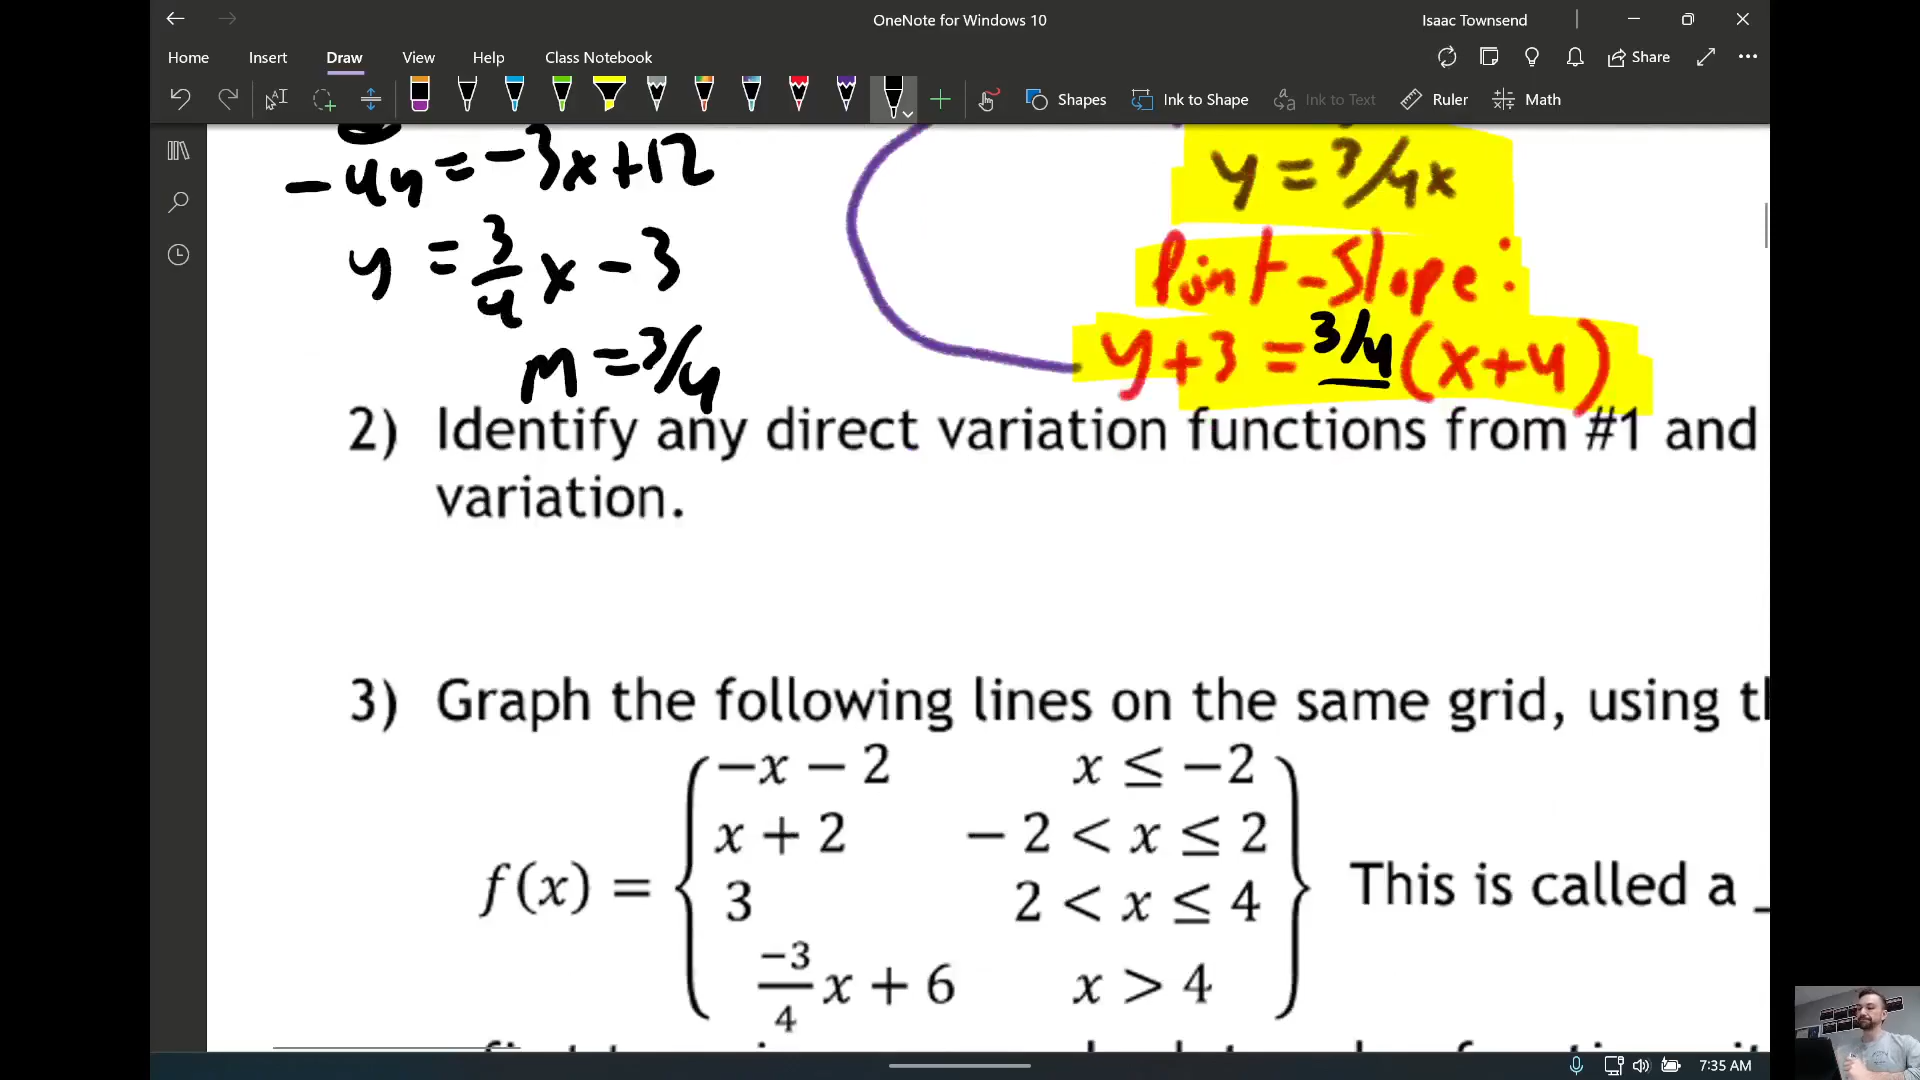 OneNote for Windows 10
Isaac Townsend
Home Insert Draw View Help Class Notebook
Share
Shapes Ink to Shape Ink to Text Ruler Math
-4y = -3x+12
y = 3/4 x - 3
m = 3/4
y = 3/4x
Point-Slope:
y+3 = 3/4(x+4)
2) Identify any direct variation functions from #1 and
variation.
3) Graph the following lines on the same grid, using
−x − 2 x ≤ −2
x + 2 − 2 < x ≤ 2
f(x) = { } This is called a _
3 2 < x ≤ 4
−3/4 x + 6 x > 4
7:35 AM